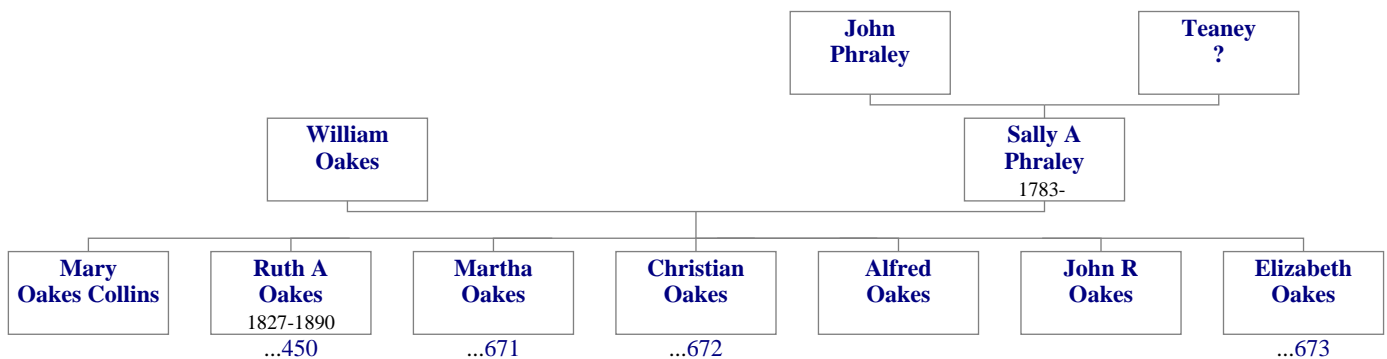 John
Phraley
Teaney
?
William
Oakes
Sally A
Phraley
1783-
Mary
Oakes Collins
Ruth A
Oakes
1827-1890
...450
Martha
Oakes
...671
Christian
Oakes
...672
Alfred
Oakes
John R
Oakes
Elizabeth
Oakes
...673